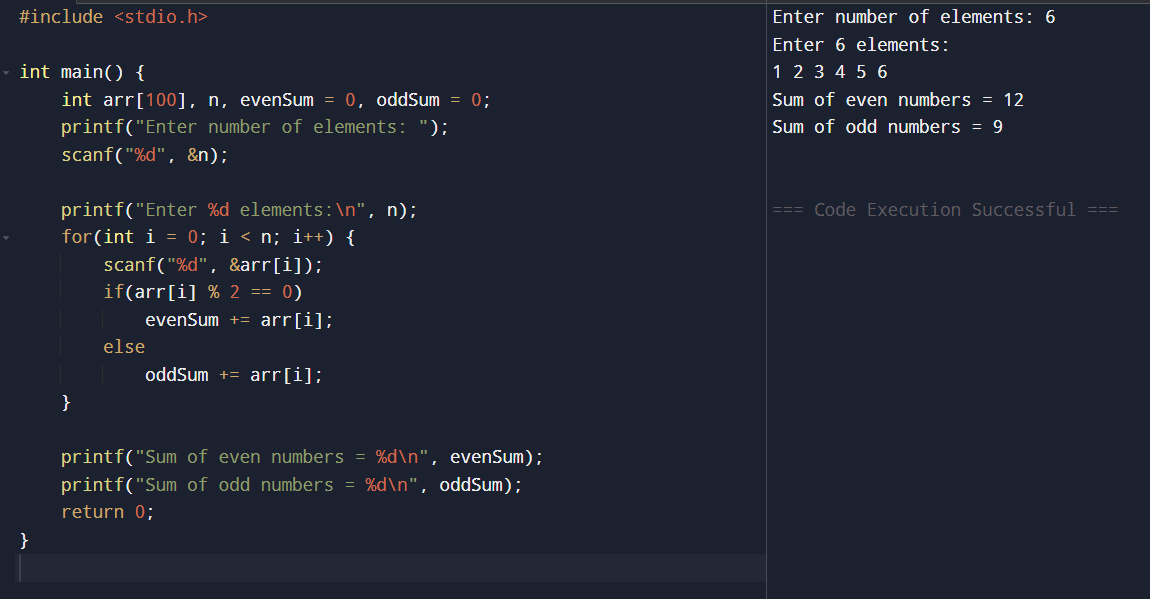 #include <stdio.h>

int main() {
    int arr[100], n, evenSum = 0, oddSum = 0;
    printf("Enter number of elements: ");
    scanf("%d", &n);

    printf("Enter %d elements:\n", n);
    for(int i = 0; i < n; i++) {
        scanf("%d", &arr[i]);
        if(arr[i] % 2 == 0)
            evenSum += arr[i];
        else
            oddSum += arr[i];
    }

    printf("Sum of even numbers = %d\n", evenSum);
    printf("Sum of odd numbers = %d\n", oddSum);
    return 0;
}
Enter number of elements: 6
Enter 6 elements:
1 2 3 4 5 6
Sum of even numbers = 12
Sum of odd numbers = 9

=== Code Execution Successful ===